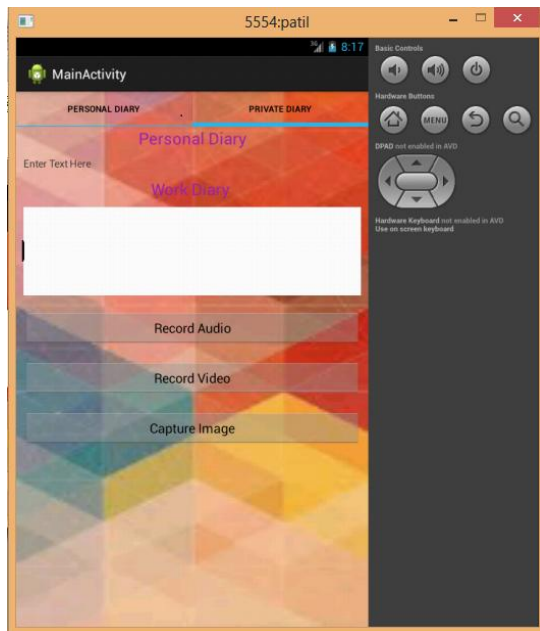 5554:patil
3G 8:17
MainActivity
PERSONAL DIARY
PRIVATE DIARY
Personal Diary
Enter Text Here
Work Diary
Record Audio
Record Video
Capture Image
Basic Controls
Hardware Buttons
MENU
DPAD not enabled in AVD
Hardware Keyboard not enabled in AVD
Use on screen keyboard